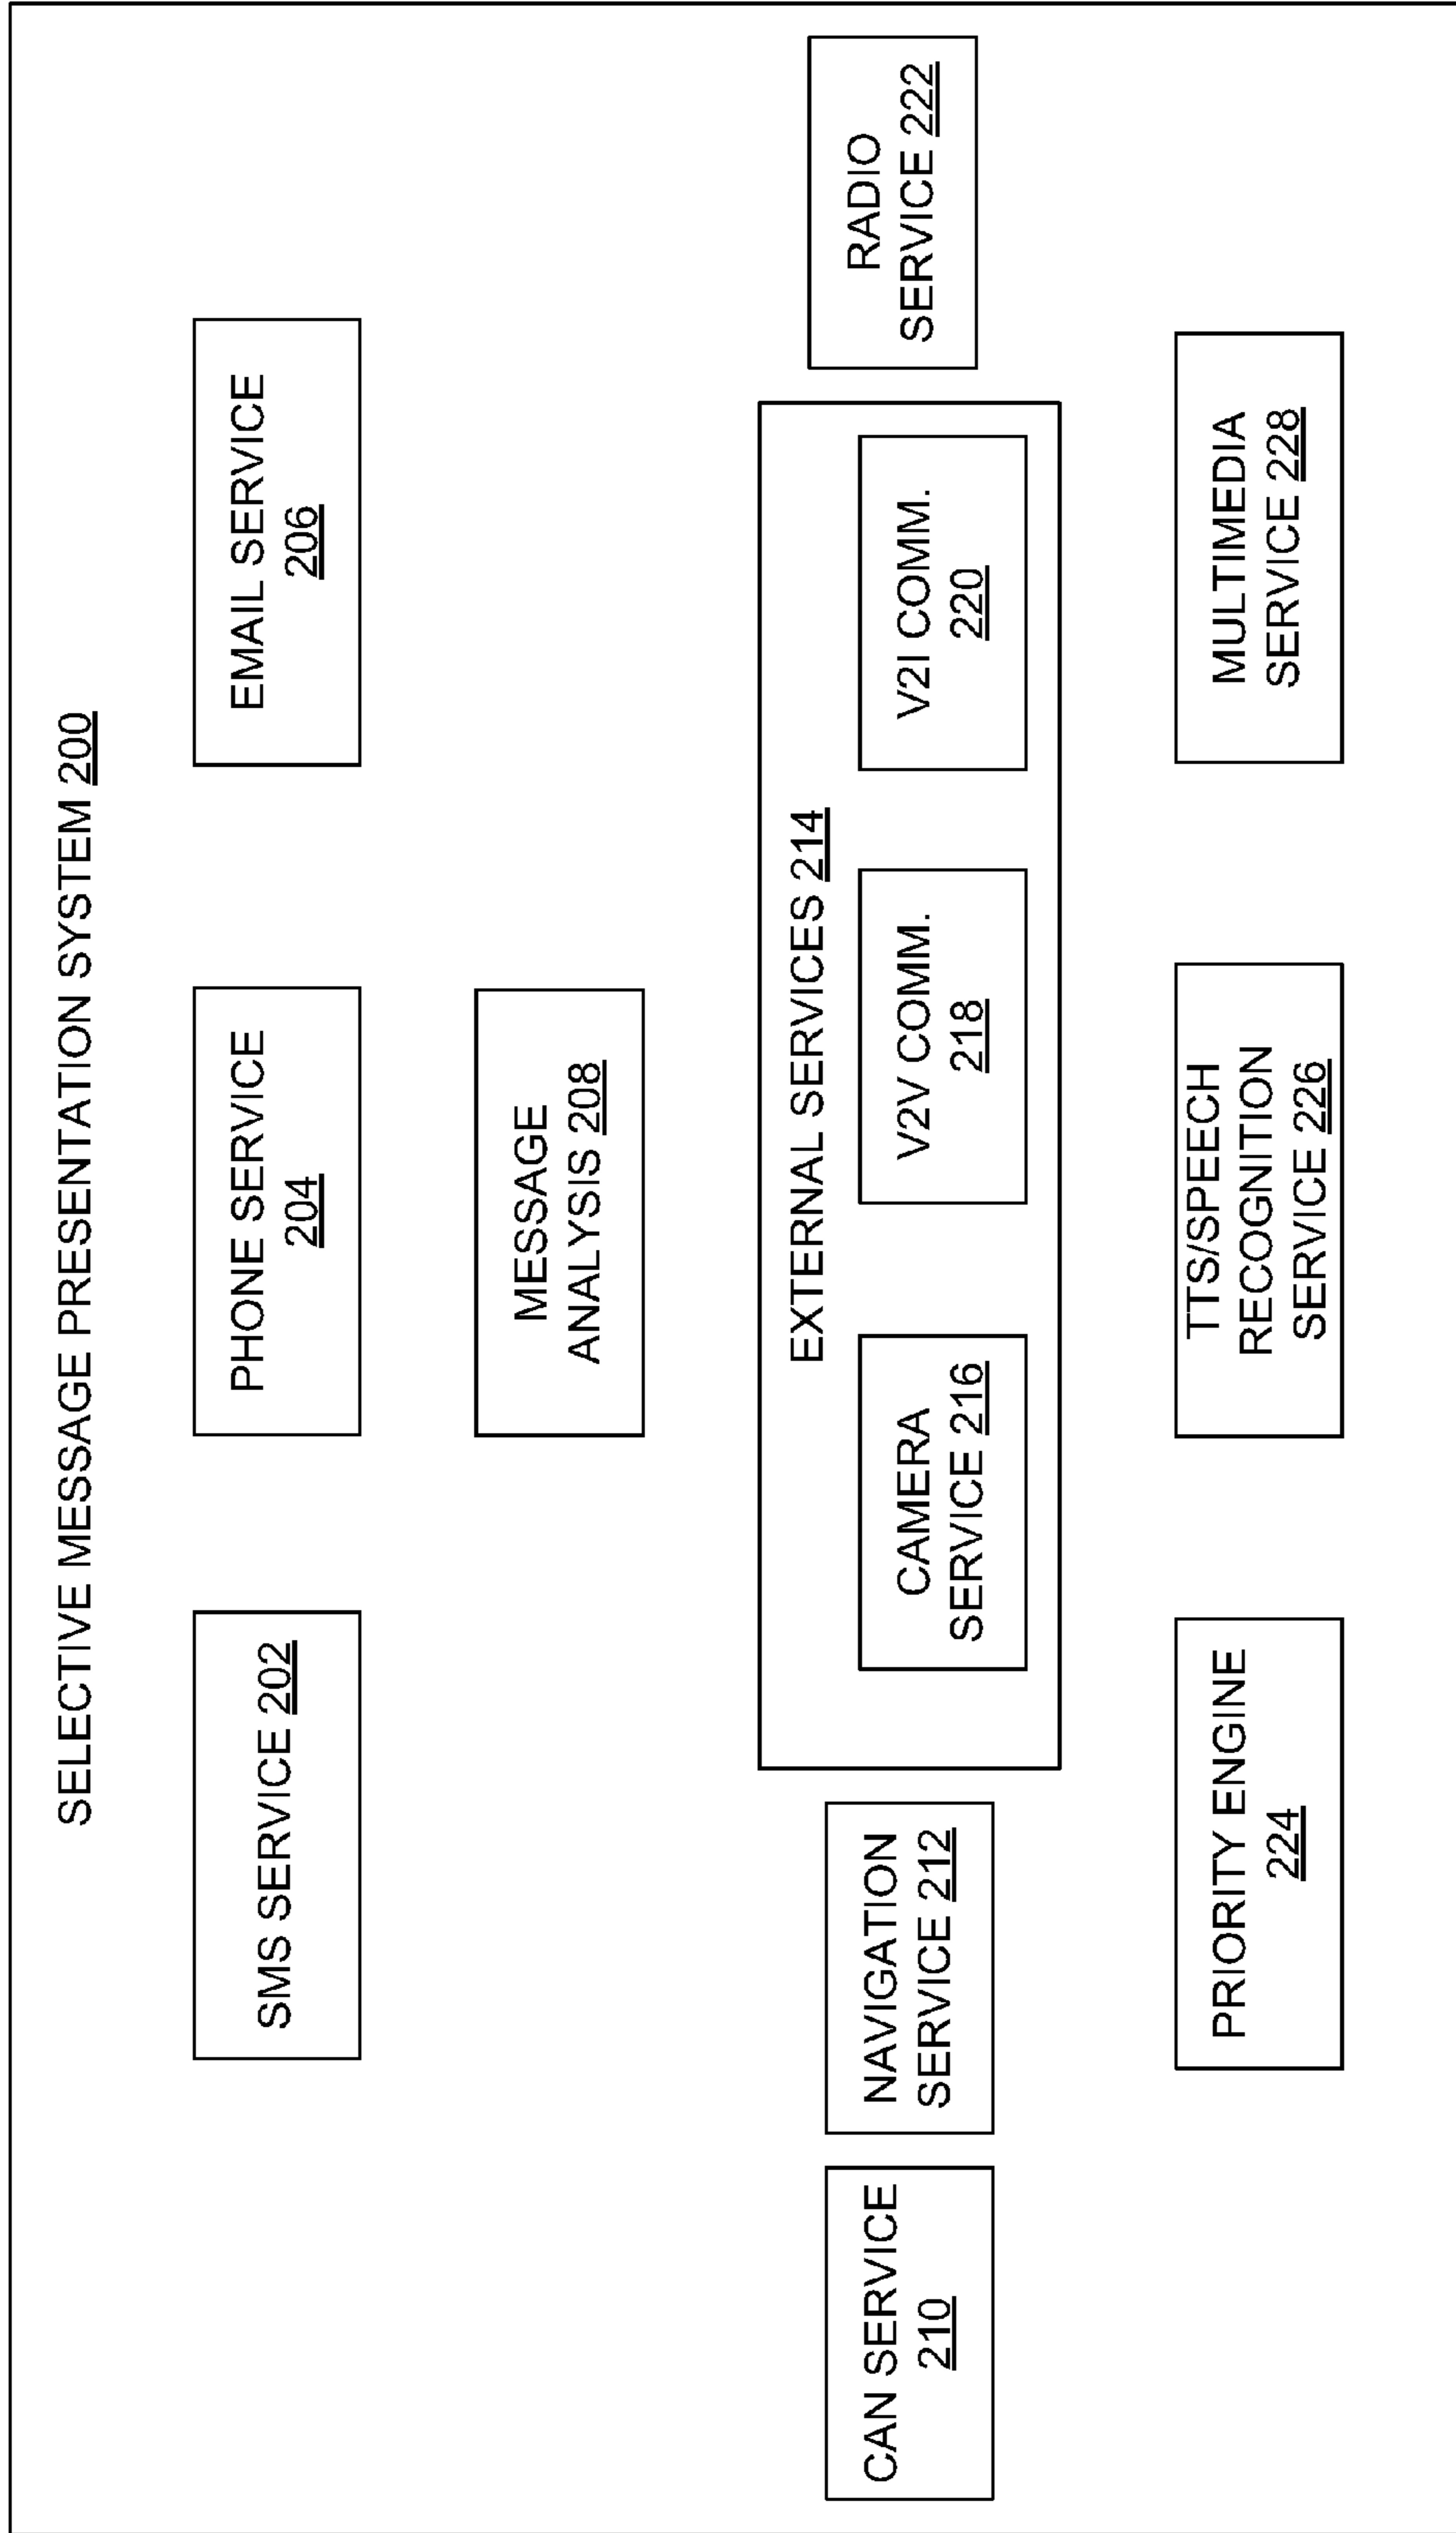 SELECTIVE MESSAGE PRESENTATION SYSTEM 200
SMS SERVICE 202
PHONE SERVICE
204
EMAIL SERVICE
206
MESSAGE
ANALYSIS 208
CAN SERVICE
210
NAVIGATION
SERVICE 212
EXTERNAL SERVICES 214
CAMERA
SERVICE 216
V2V COMM.
218
V2I COMM.
220
RADIO
SERVICE 222
PRIORITY ENGINE
224
TTS/SPEECH
RECOGNITION
SERVICE 226
MULTIMEDIA
SERVICE 228